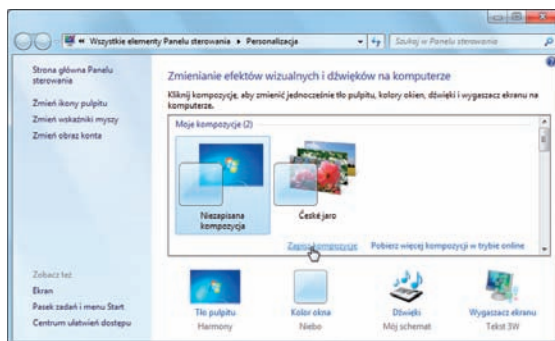 « Wszystkie elementy Panelu sterowania ▸ Personalizacja
Szukaj w Panelu sterowania
Strona główna Panelu
sterowania
Zmień ikony pulpitu
Zmień wskaźniki myszy
Zmień obraz konta
Zmienianie efektów wizualnych i dźwięków na komputerze
Kliknij kompozycję, aby zmienić jednocześnie tło pulpitu, kolory okien, dźwięki i wygaszacz ekranu na
komputerze.
Moje kompozycje (2)
Niezapisana
kompozycja
České jaro
Zapisz kompozycję
Pobierz więcej kompozycji w trybie online
Zobacz też
Ekran
Pasek zadań i menu Start
Centrum ułatwień dostępu
Tło pulpitu
Harmony
Kolor okna
Niebo
Dźwięki
Mój schemat
Wygaszacz ekranu
Tekst 3W